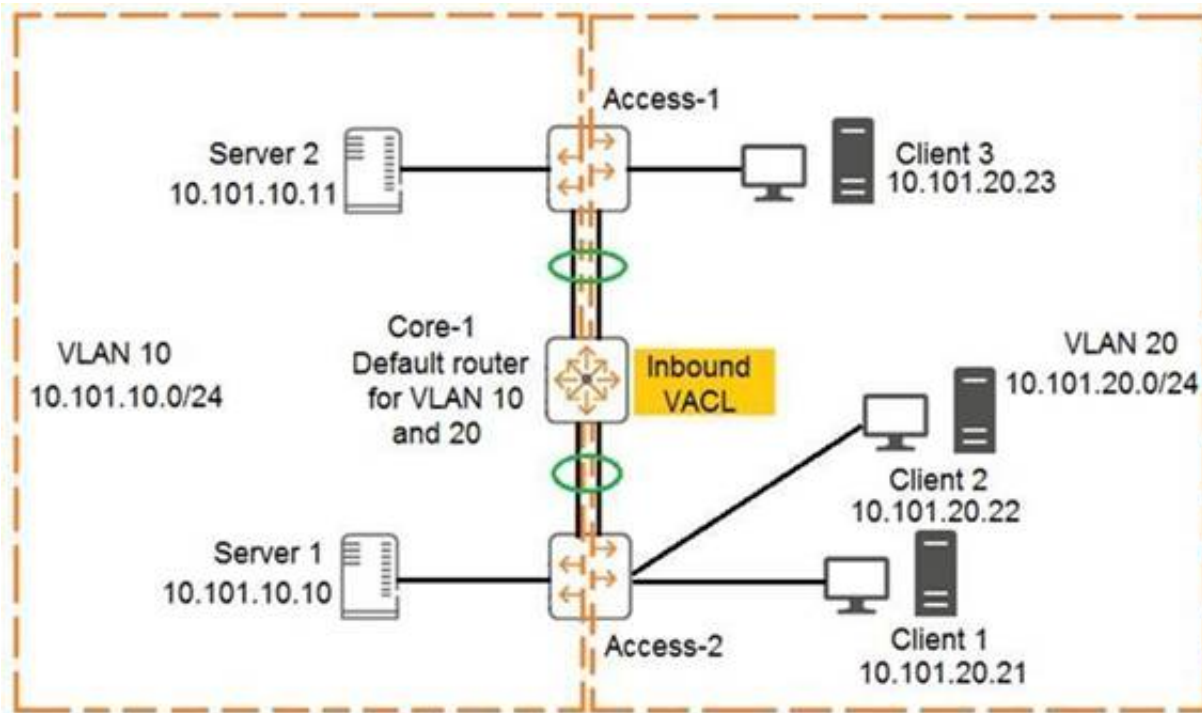 Access-1
Server 2
10.101.10.11
Client 3
10.101.20.23
VLAN 10
10.101.10.0/24
Core-1
Default router
for VLAN 10
and 20
Inbound
VACL
VLAN 20
10.101.20.0/24
Client 2
10.101.20.22
Server 1
10.101.10.10
Access-2
Client 1
10.101.20.21